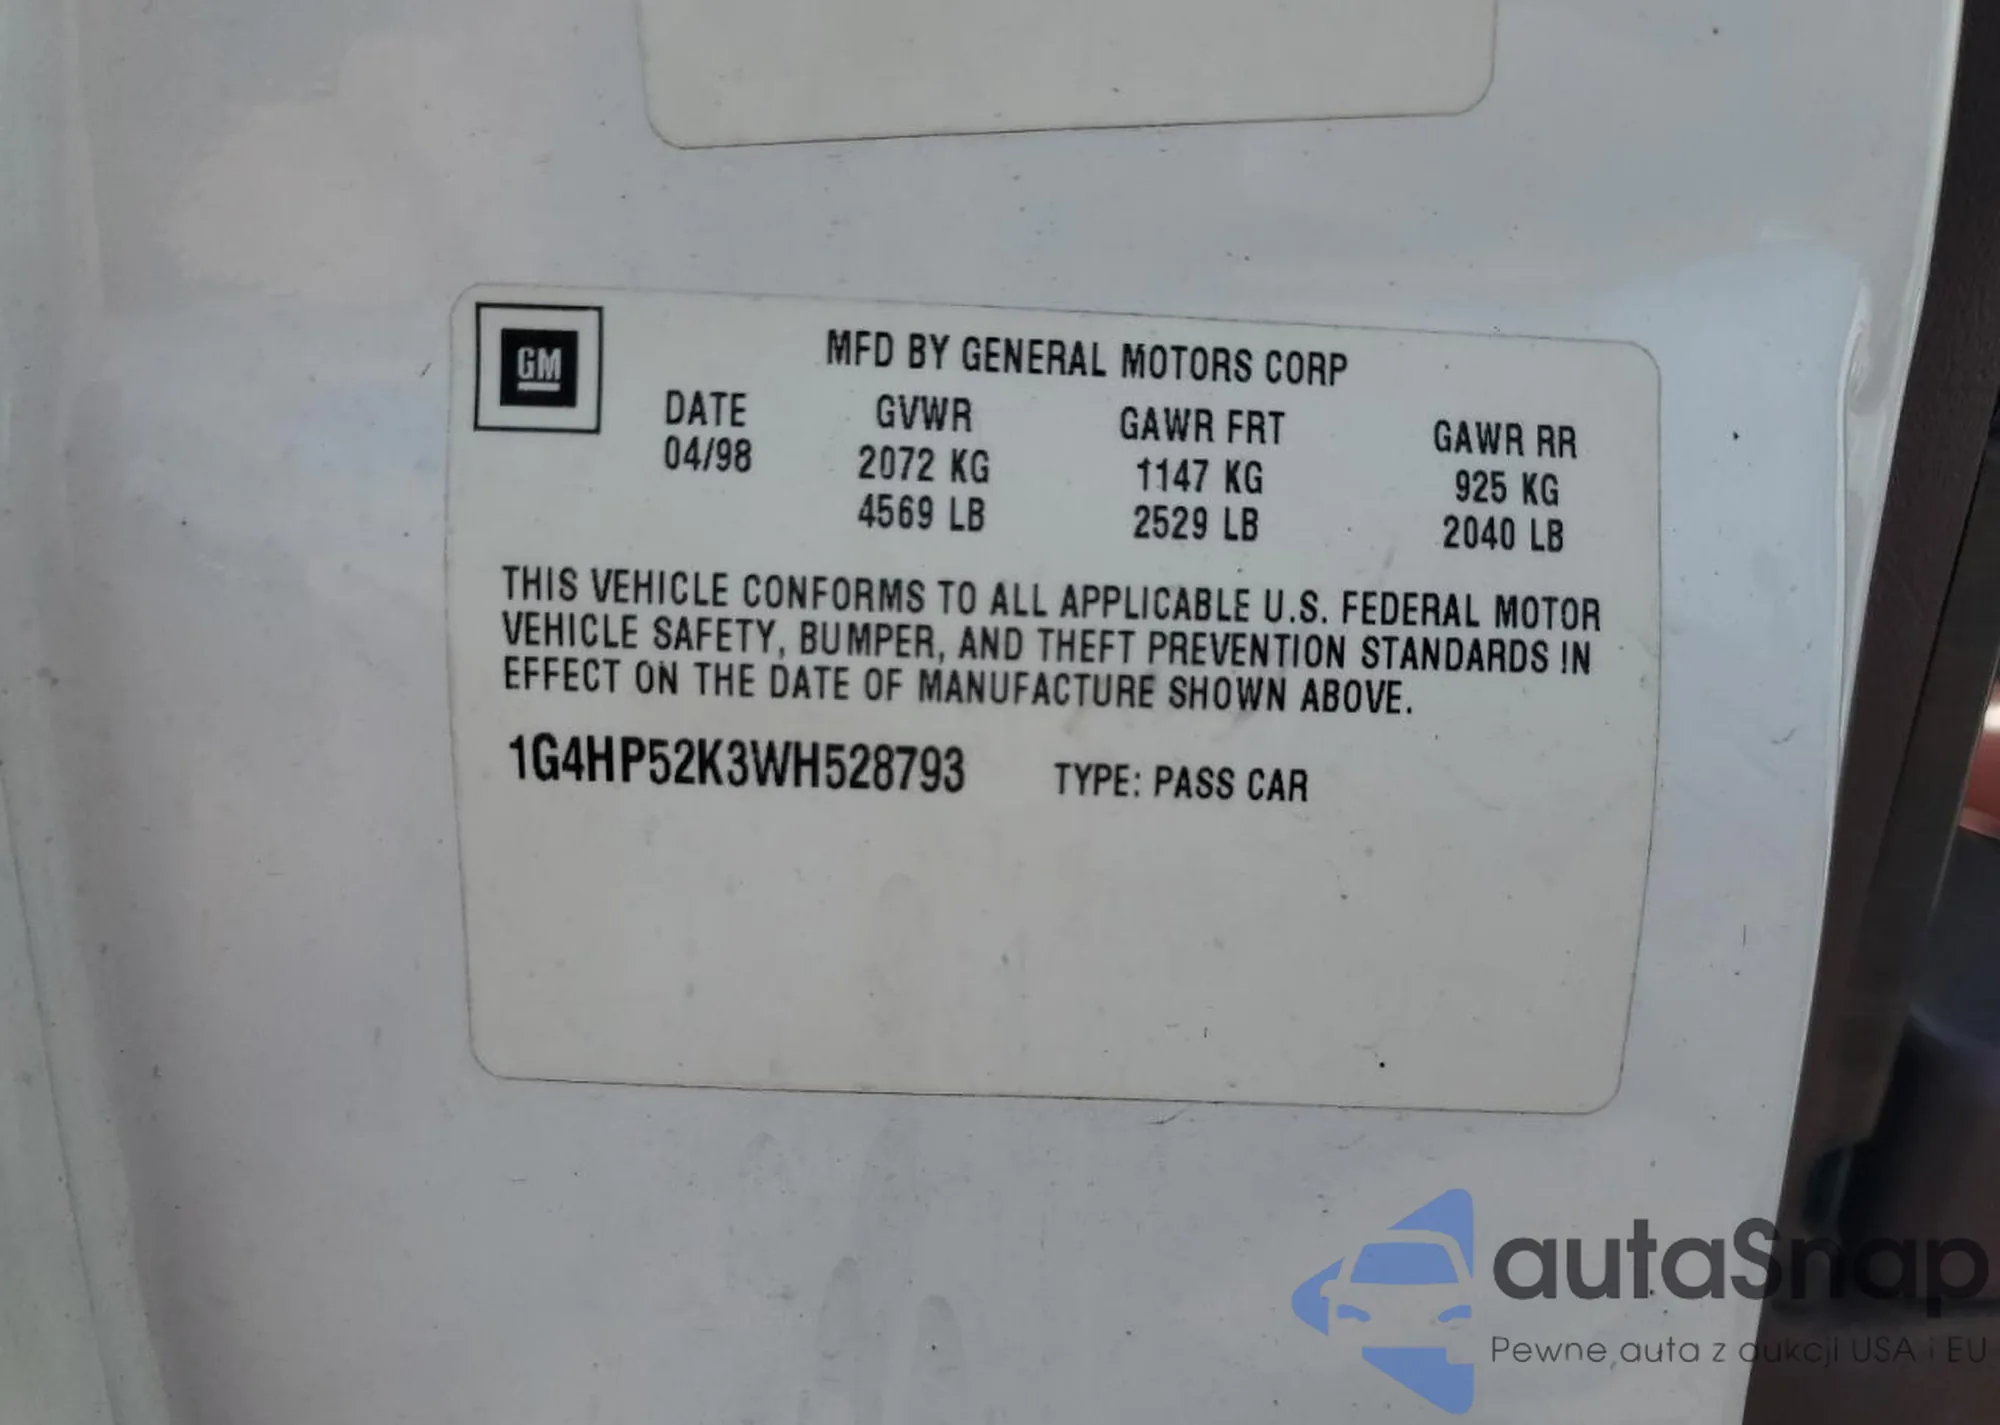 GM
MFD BY GENERAL MOTORS CORP
DATE GVWR GAWR FRT GAWR RR
04/98 2072 KG 1147 KG 925 KG
4569 LB 2529 LB 2040 LB
THIS VEHICLE CONFORMS TO ALL APPLICABLE U.S. FEDERAL MOTOR
VEHICLE SAFETY, BUMPER, AND THEFT PREVENTION STANDARDS IN
EFFECT ON THE DATE OF MANUFACTURE SHOWN ABOVE.
1G4HP52K3WH528793 TYPE: PASS CAR
autaSnap
Pewne auta z aukcji USA i EU